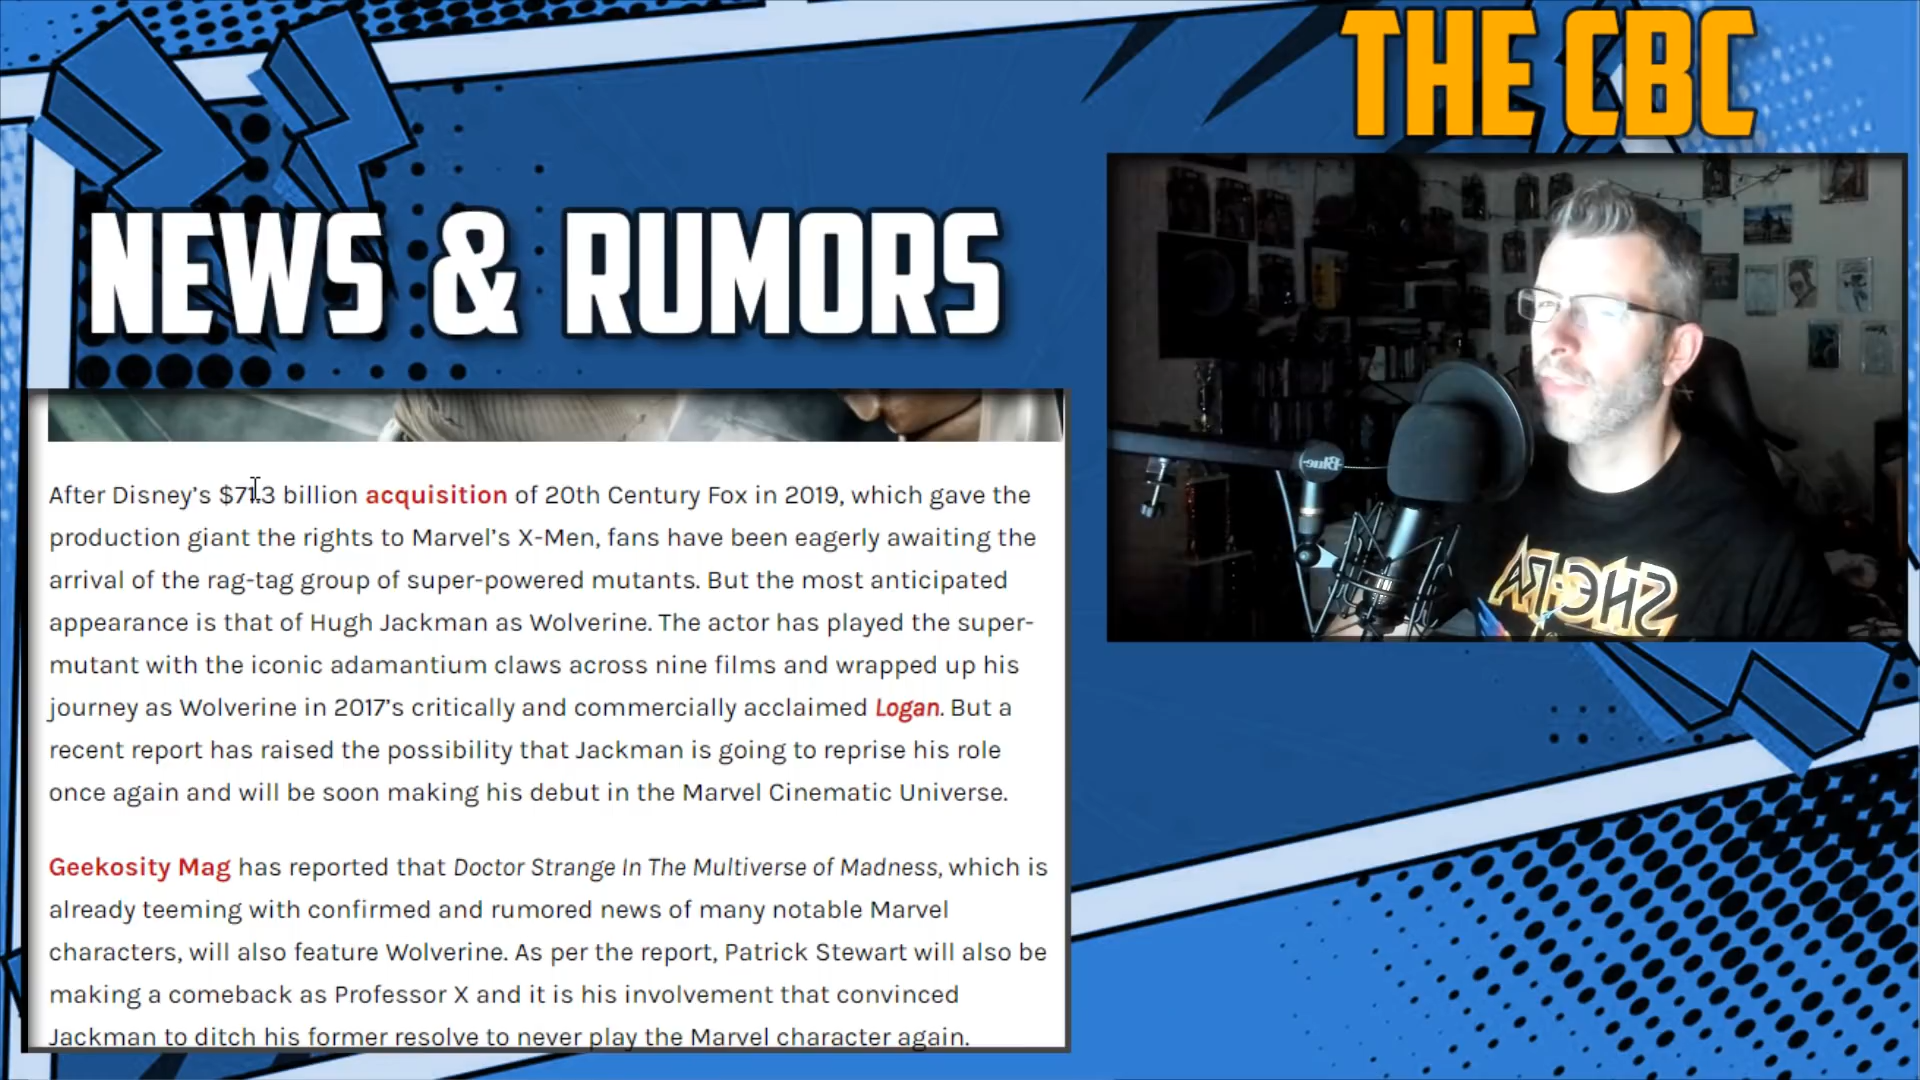 THE CBC
NEWS & RUMORS
After Disney's $71.3 billion acquisition of 20th Century Fox in 2019, which gave the
production giant the rights to Marvel's X-Men, fans have been eagerly awaiting the
arrival of the rag-tag group of super-powered mutants. But the most anticipated
appearance is that of Hugh Jackman as Wolverine. The actor has played the super-
mutant with the iconic adamantium claws across nine films and wrapped up his
journey as Wolverine in 2017's critically and commercially acclaimed Logan. But a
recent report has raised the possibility that Jackman is going to reprise his role
once again and will be soon making his debut in the Marvel Cinematic Universe.
Geekosity Mag has reported that Doctor Strange In The Multiverse of Madness, which is
already teeming with confirmed and rumored news of many notable Marvel
characters, will also feature Wolverine. As per the report, Patrick Stewart will also be
making a comeback as Professor X and it is his involvement that convinced
Jackman to ditch his former resolve to never play the Marvel character again.
Blue
SHE-RA